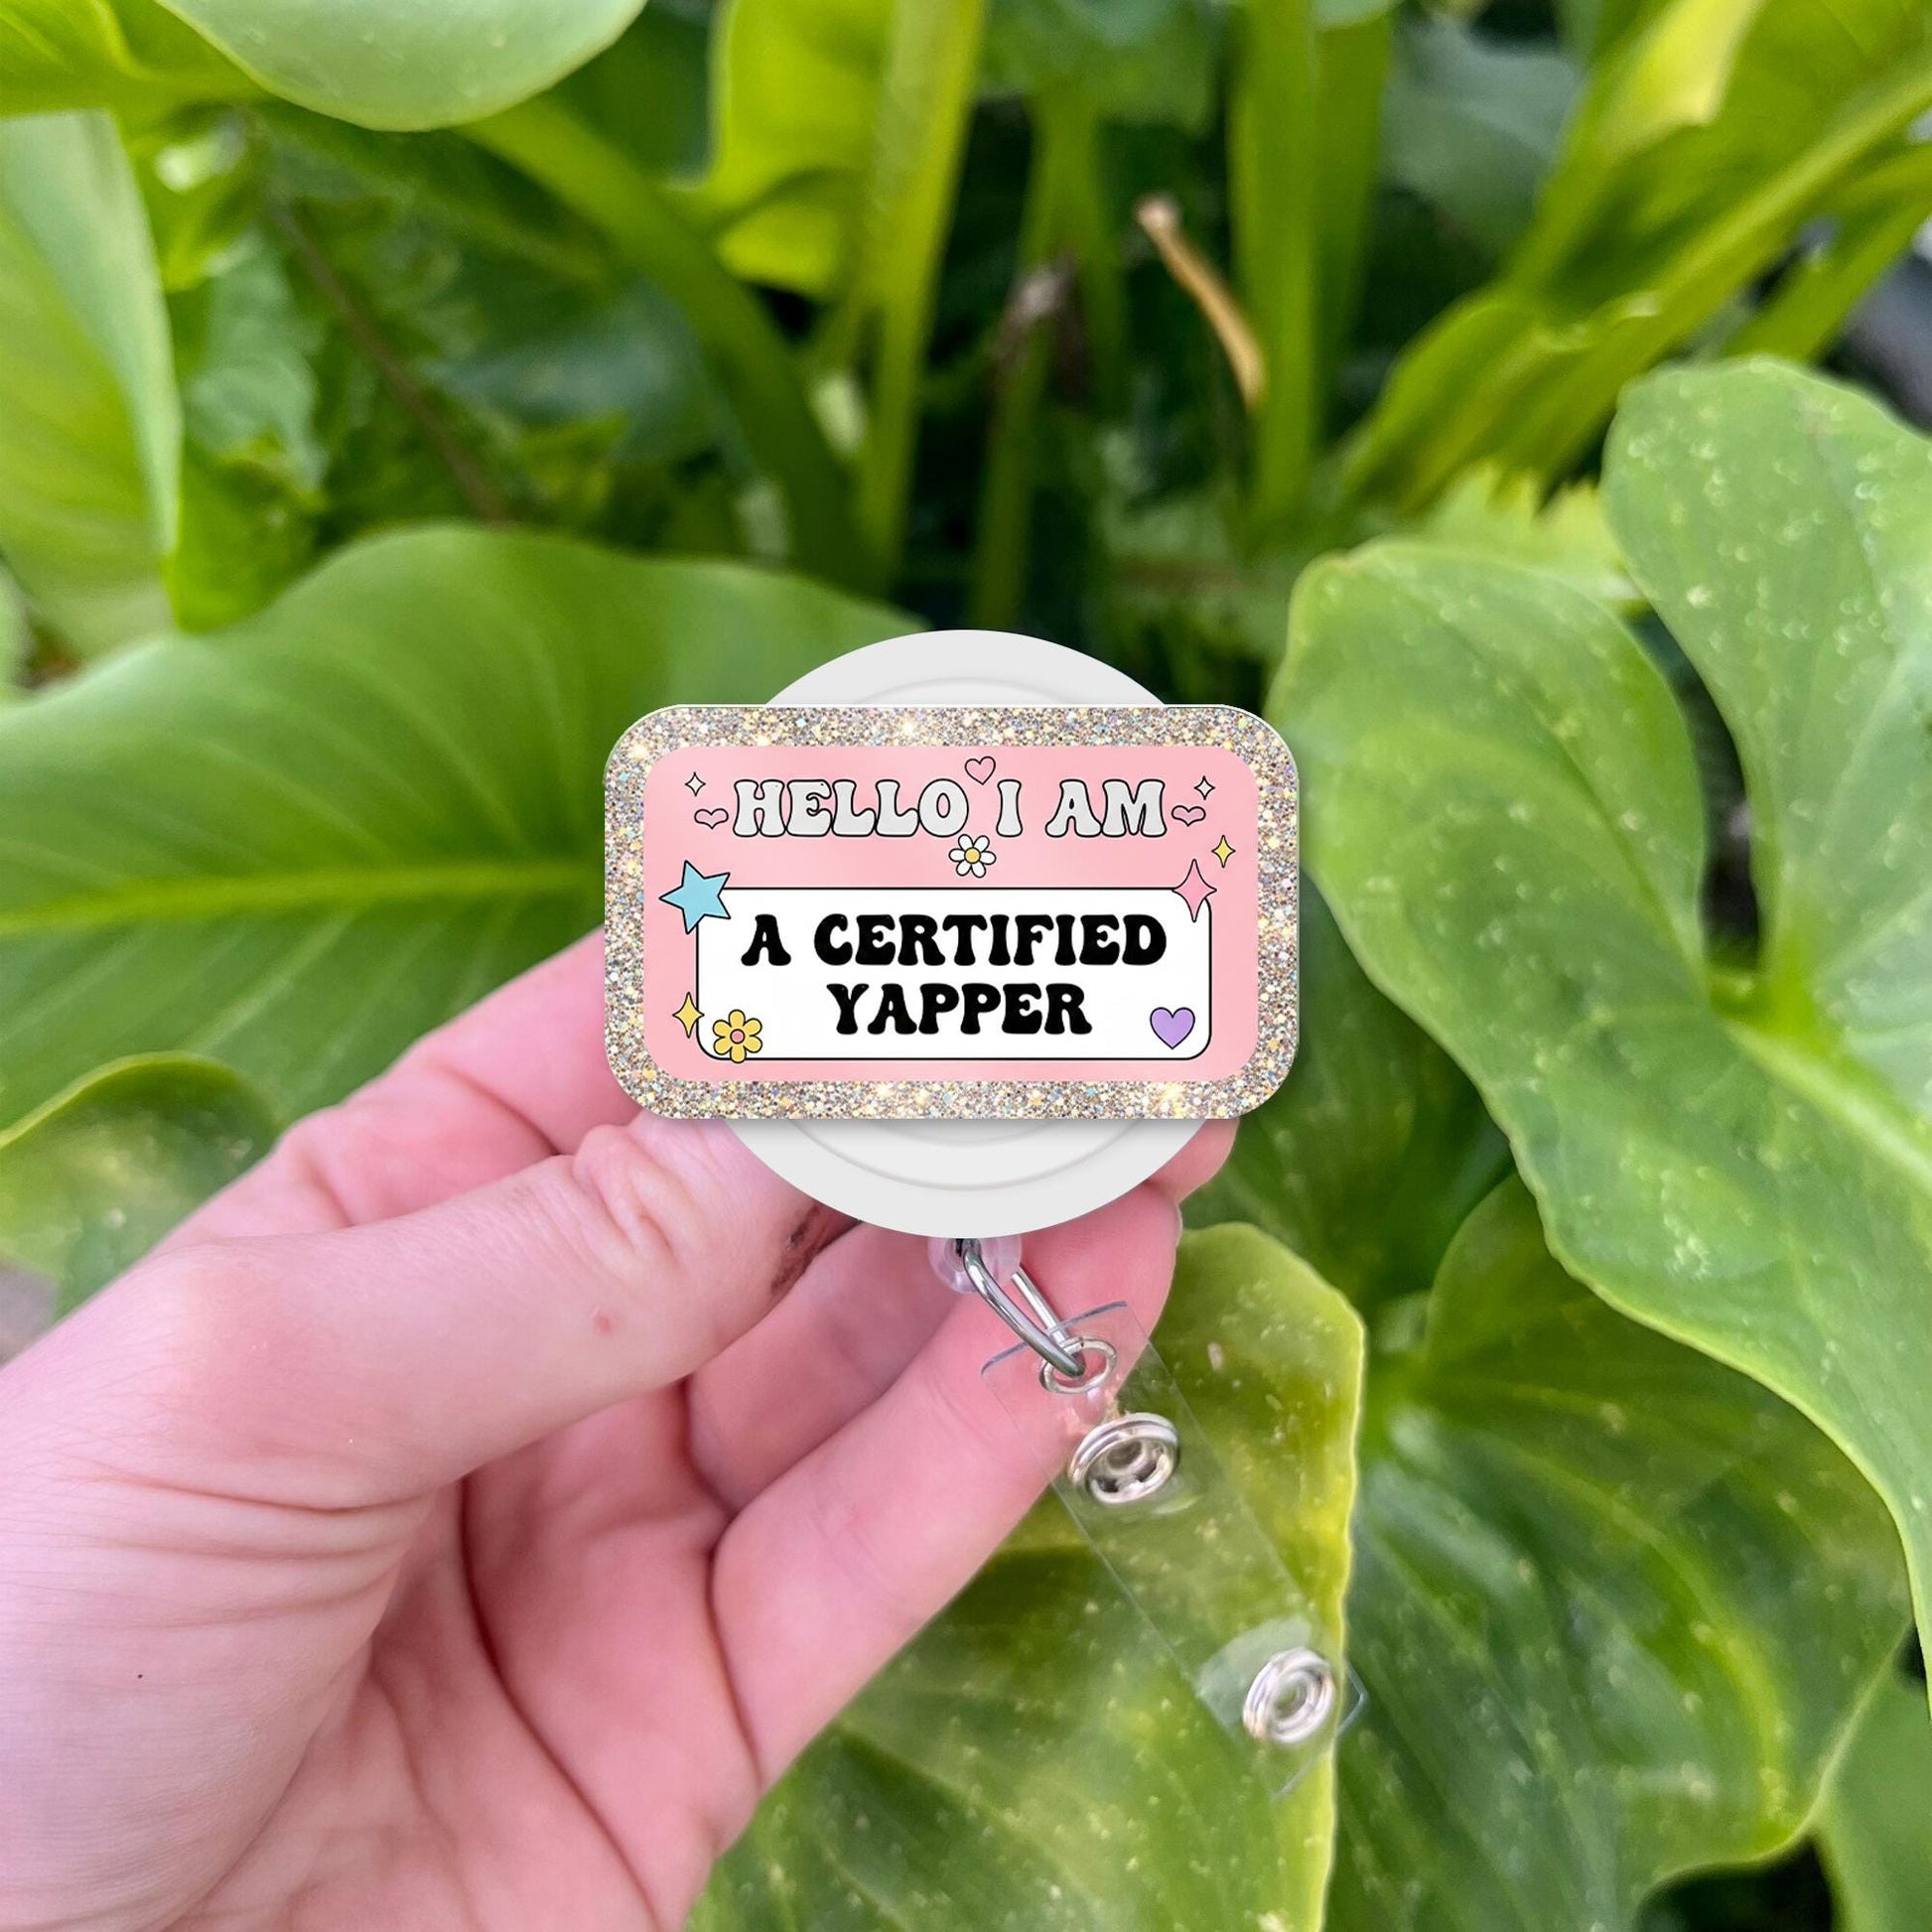 HELLO I AM
A CERTIFIED
YAPPER